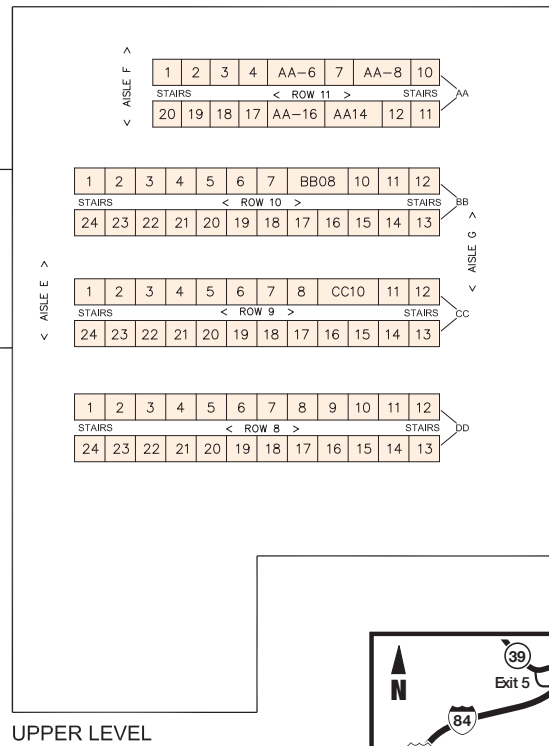 < AISLE F >
1 2 3 4 AA-6 7 AA-8 10
STAIRS < ROW 11 > STAIRS AA
20 19 18 17 AA-16 AA14 12 11
1 2 3 4 5 6 7 BB08 10 11 12
STAIRS < ROW 10 > STAIRS BB
24 23 22 21 20 19 18 17 16 15 14 13
< AISLE G >
< AISLE E >
1 2 3 4 5 6 7 8 CC10 11 12
STAIRS < ROW 9 > STAIRS CC
24 23 22 21 20 19 18 17 16 15 14 13
1 2 3 4 5 6 7 8 9 10 11 12
STAIRS < ROW 8 > STAIRS DD
24 23 22 21 20 19 18 17 16 15 14 13
N
39
Exit 5
84
UPPER LEVEL